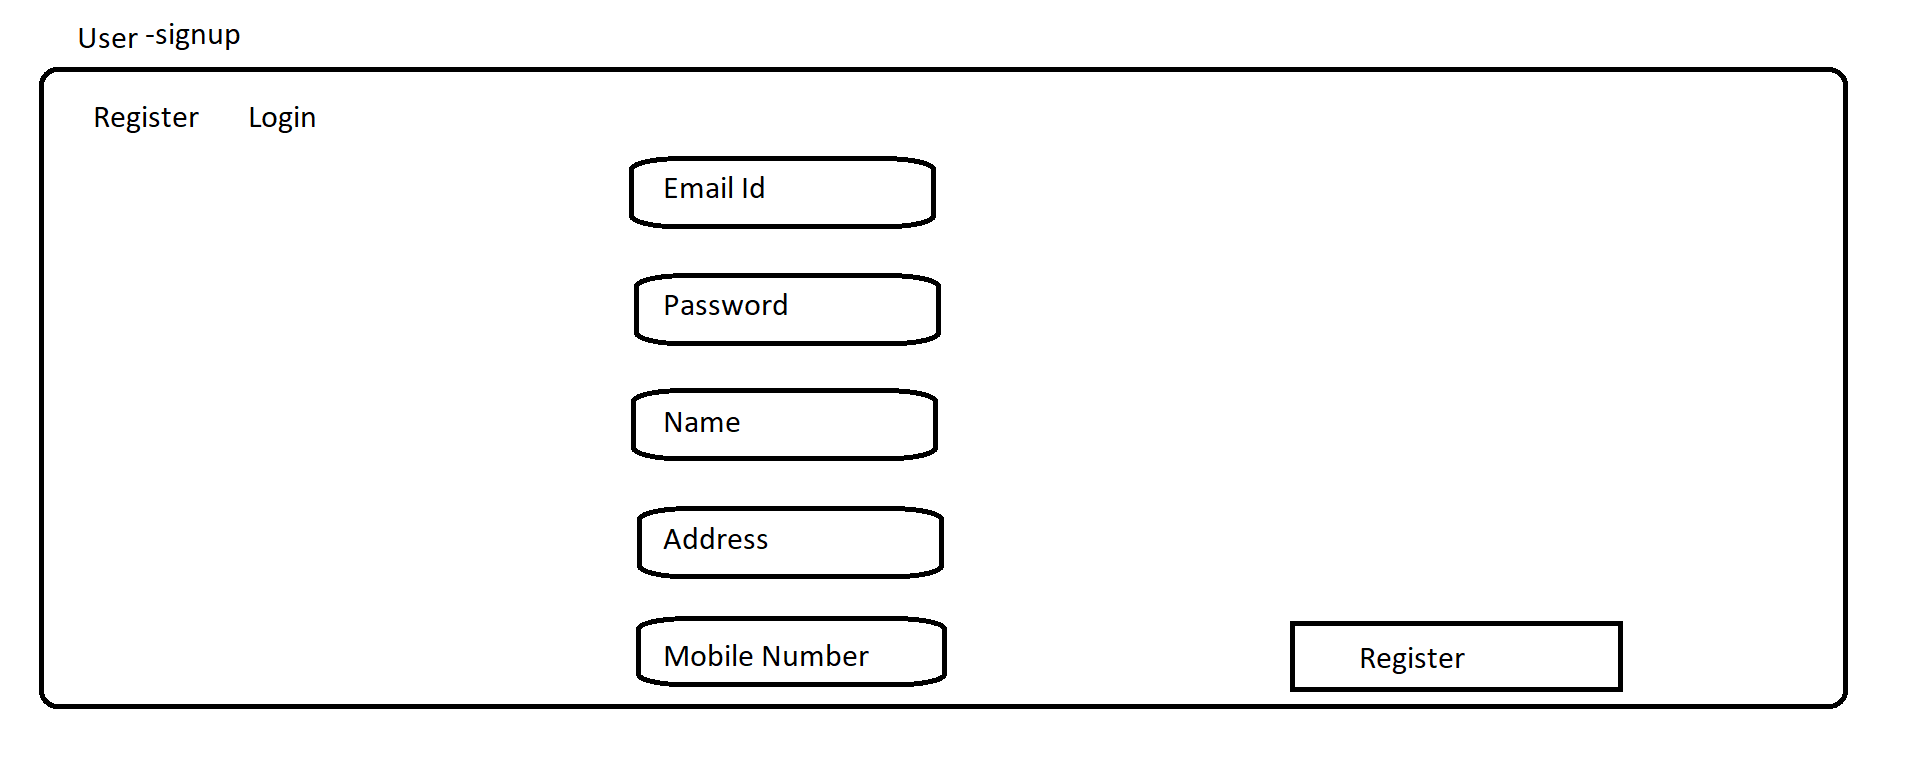 User -signup
Register Login
Email Id
Password
Name
Address
Mobile Number
Register